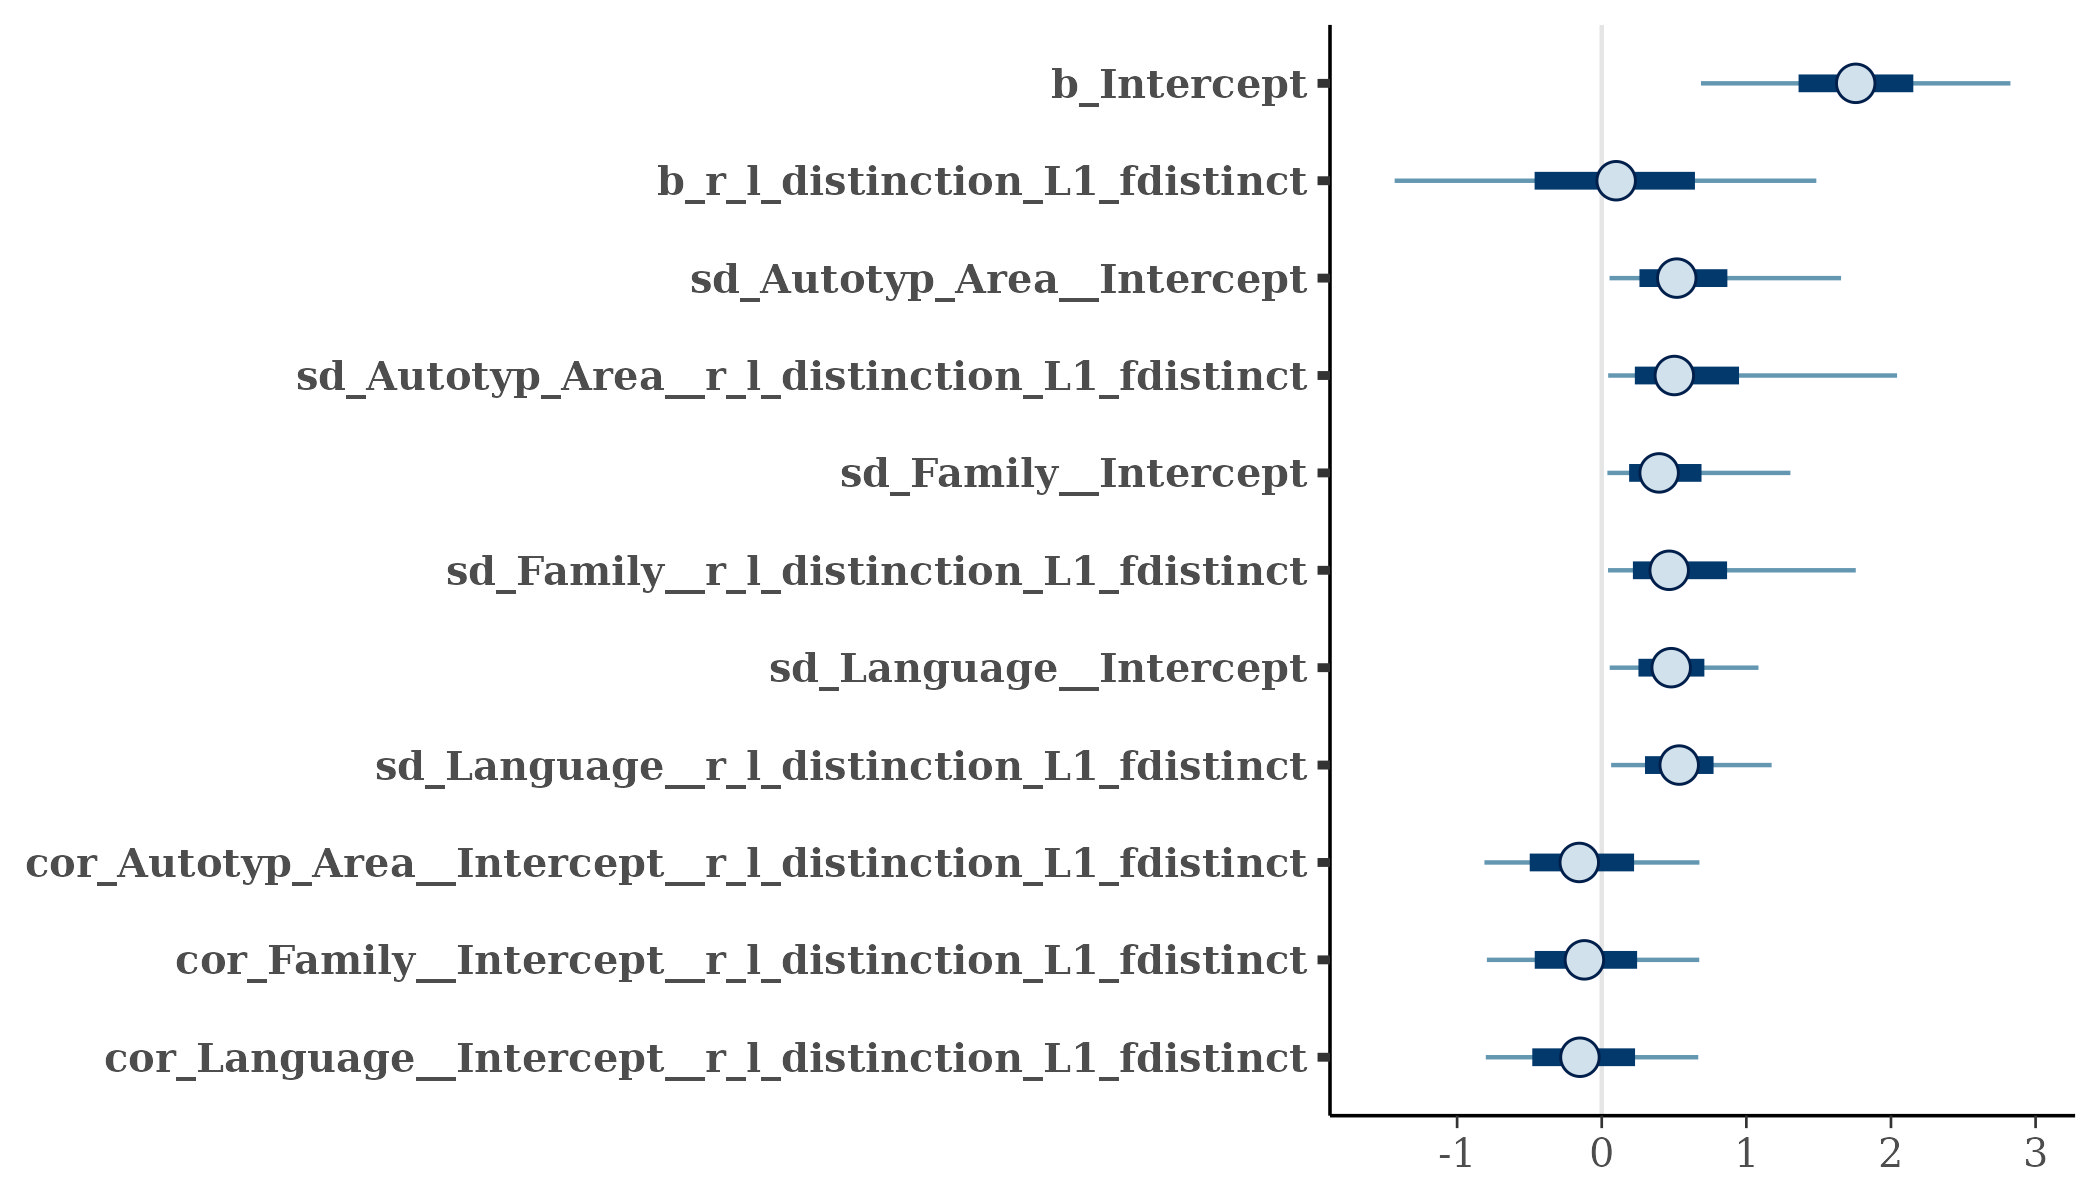 b_Intercept
b_r_l_distinction_L1_fdistinct
sd_Autotyp_Area__Intercept
sd_Autotyp_Area__r_l_distinction_L1_fdistinct
sd_Family__Intercept
sd_Family__r_l_distinction_L1_fdistinct
sd_Language__Intercept
sd_Language__r_l_distinction_L1_fdistinct
cor_Autotyp_Area__Intercept__r_l_distinction_L1_fdistinct
cor_Family__Intercept__r_l_distinction_L1_fdistinct
cor_Language__Intercept__r_l_distinction_L1_fdistinct
-1 0 1 2 3